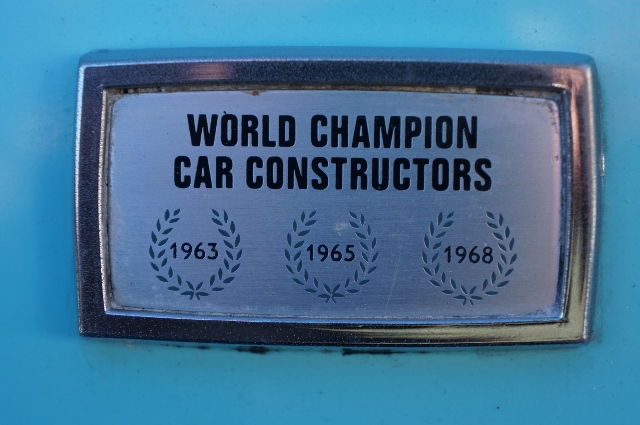 WORLD CHAMPION
CAR CONSTRUCTORS
1963 1965 1968